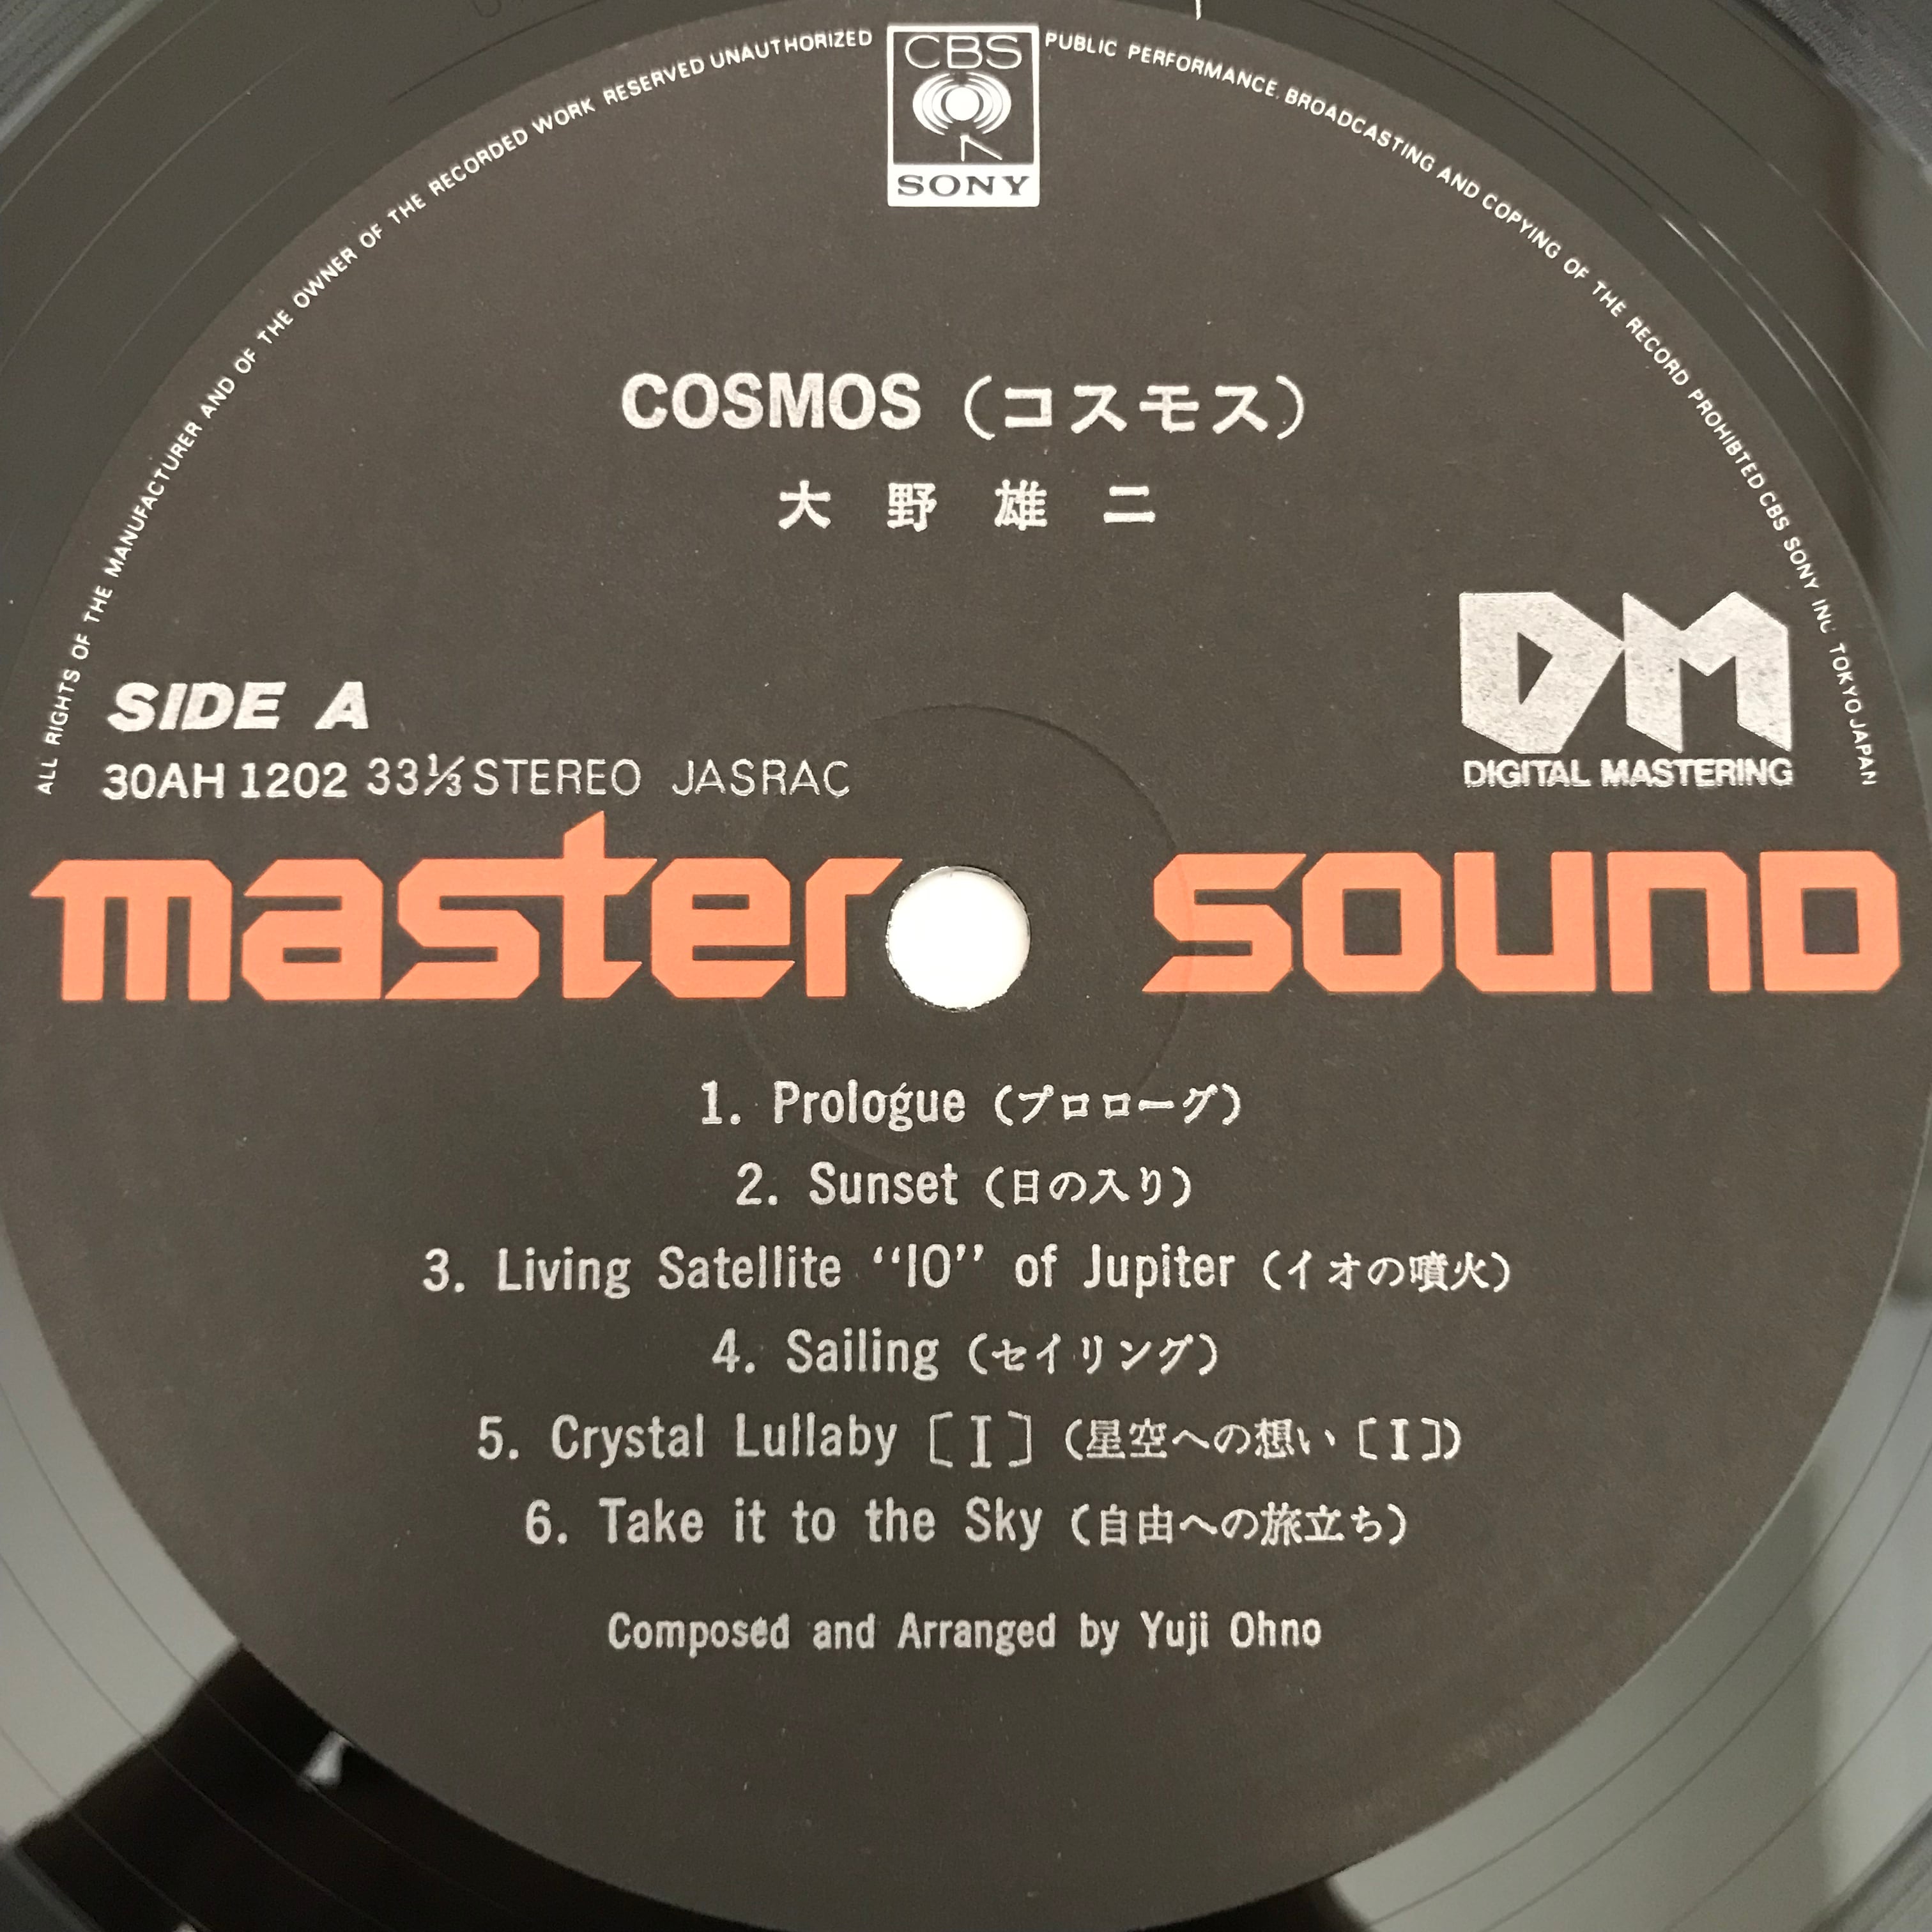 ALL RIGHTS OF THE MANUFACTURER AND OF THE OWNER OF THE RECORDED WORK RESERVED UNAUTHORIZED
PUBLIC PERFORMANCE. BROADCASTING AND COPYING OF THE RECORD PROHIBTED CBS SONY INC TOKYO JAPAN
CBS
SONY
COSMOS (コスモス)
大野雄二
DM
DIGITAL MASTERING
SIDE A
30AH 1202 33⅓ STEREO JASRAC
master sound
1. Prologue (プロローグ)
2. Sunset (日の入り)
3. Living Satellite “IO” of Jupiter (イオの噴火)
4. Sailing (セイリング)
5. Crystal Lullaby〔I〕(星空への想い〔I〕)
6. Take it to the Sky (自由への旅立ち)
Composed and Arranged by Yuji Ohno